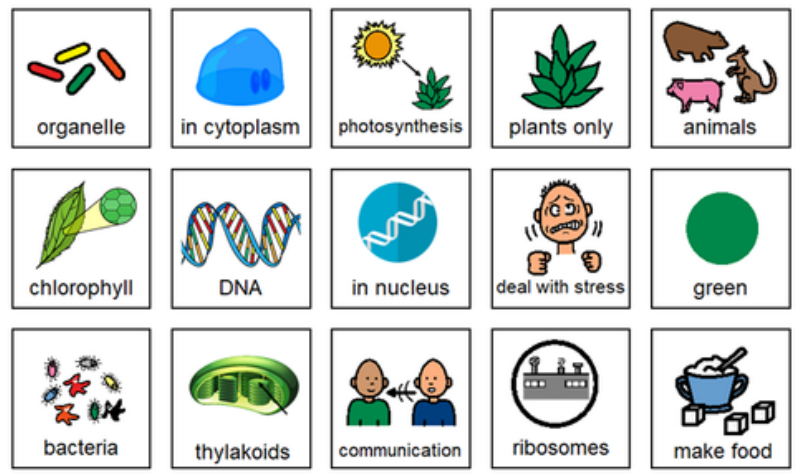 organelle
in cytoplasm
photosynthesis
plants only
animals
chlorophyll
DNA
in nucleus
deal with stress
green
bacteria
thylakoids
communication
ribosomes
make food